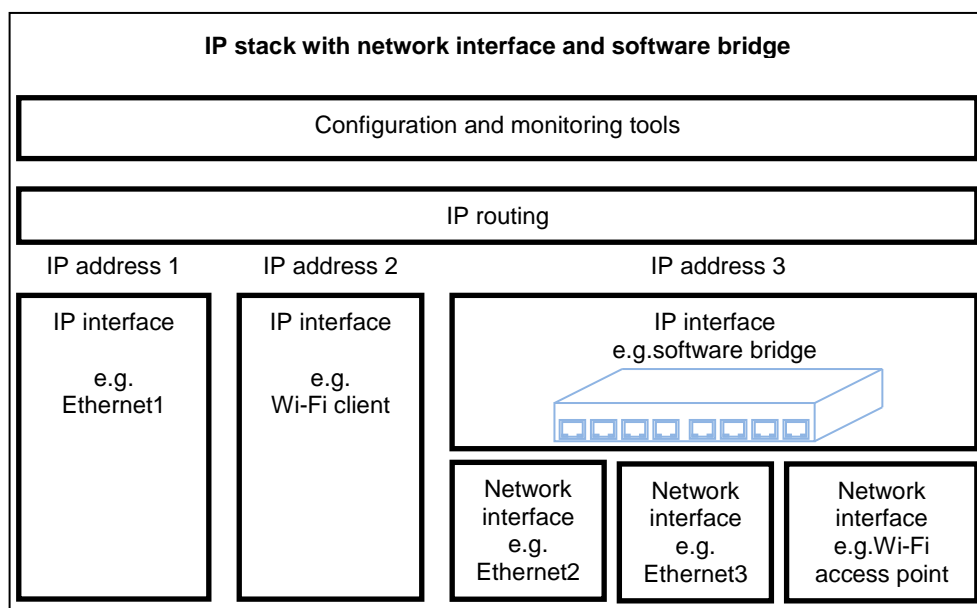 IP stack with network interface and software bridge
Configuration and monitoring tools
IP routing
IP address 1
IP address 2
IP address 3
IP interface
e.g.
Ethernet1
IP interface
e.g.
Wi-Fi client
IP interface
e.g.software bridge
Network
interface
e.g.
Ethernet2
Network
interface
e.g.
Ethernet3
Network
interface
e.g.Wi-Fi
access point